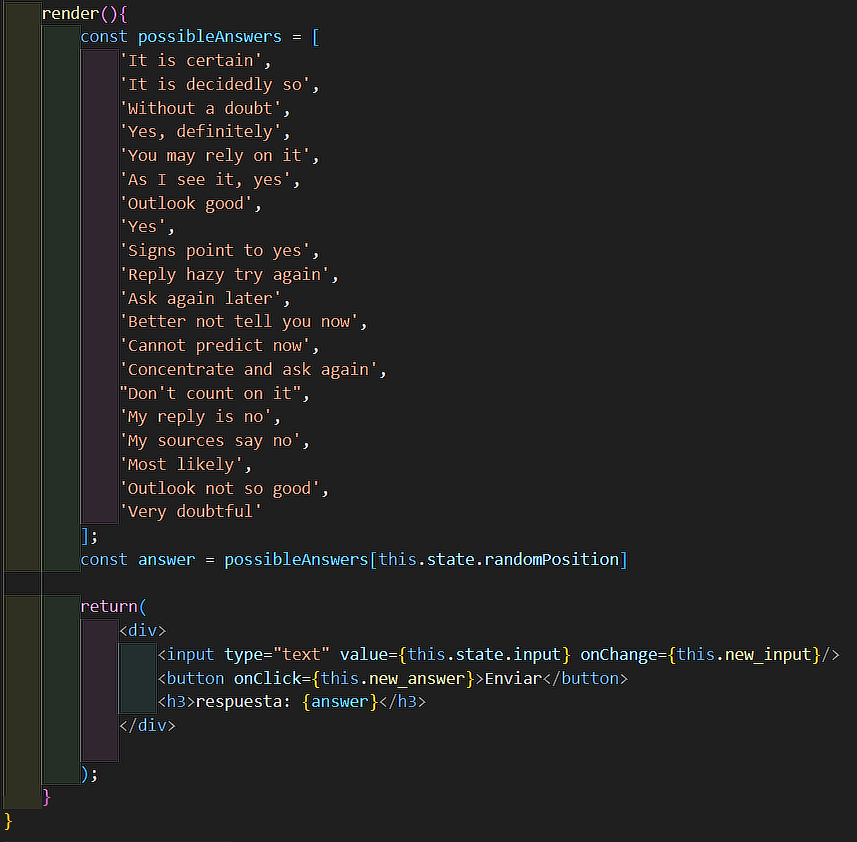 render(){
const possibleAnswers = [
'It is certain',
'It is decidedly so',
'Without a doubt',
'Yes, definitely',
'You may rely on it',
'As I see it, yes',
'Outlook good',
'Yes',
'Signs point to yes',
'Reply hazy try again',
'Ask again later',
'Better not tell you now',
'Cannot predict now',
'Concentrate and ask again',
"Don't count on it",
'My reply is no',
'My sources say no',
'Most likely',
'Outlook not so good',
'Very doubtful'
];
const answer = possibleAnswers[this.state.randomPosition]
return(
<div>
<input type="text" value={this.state.input} onChange={this.new_input}/>
<button onClick={this.new_answer}>Enviar</button>
<h3>respuesta: {answer}</h3>
</div>
);
}
}